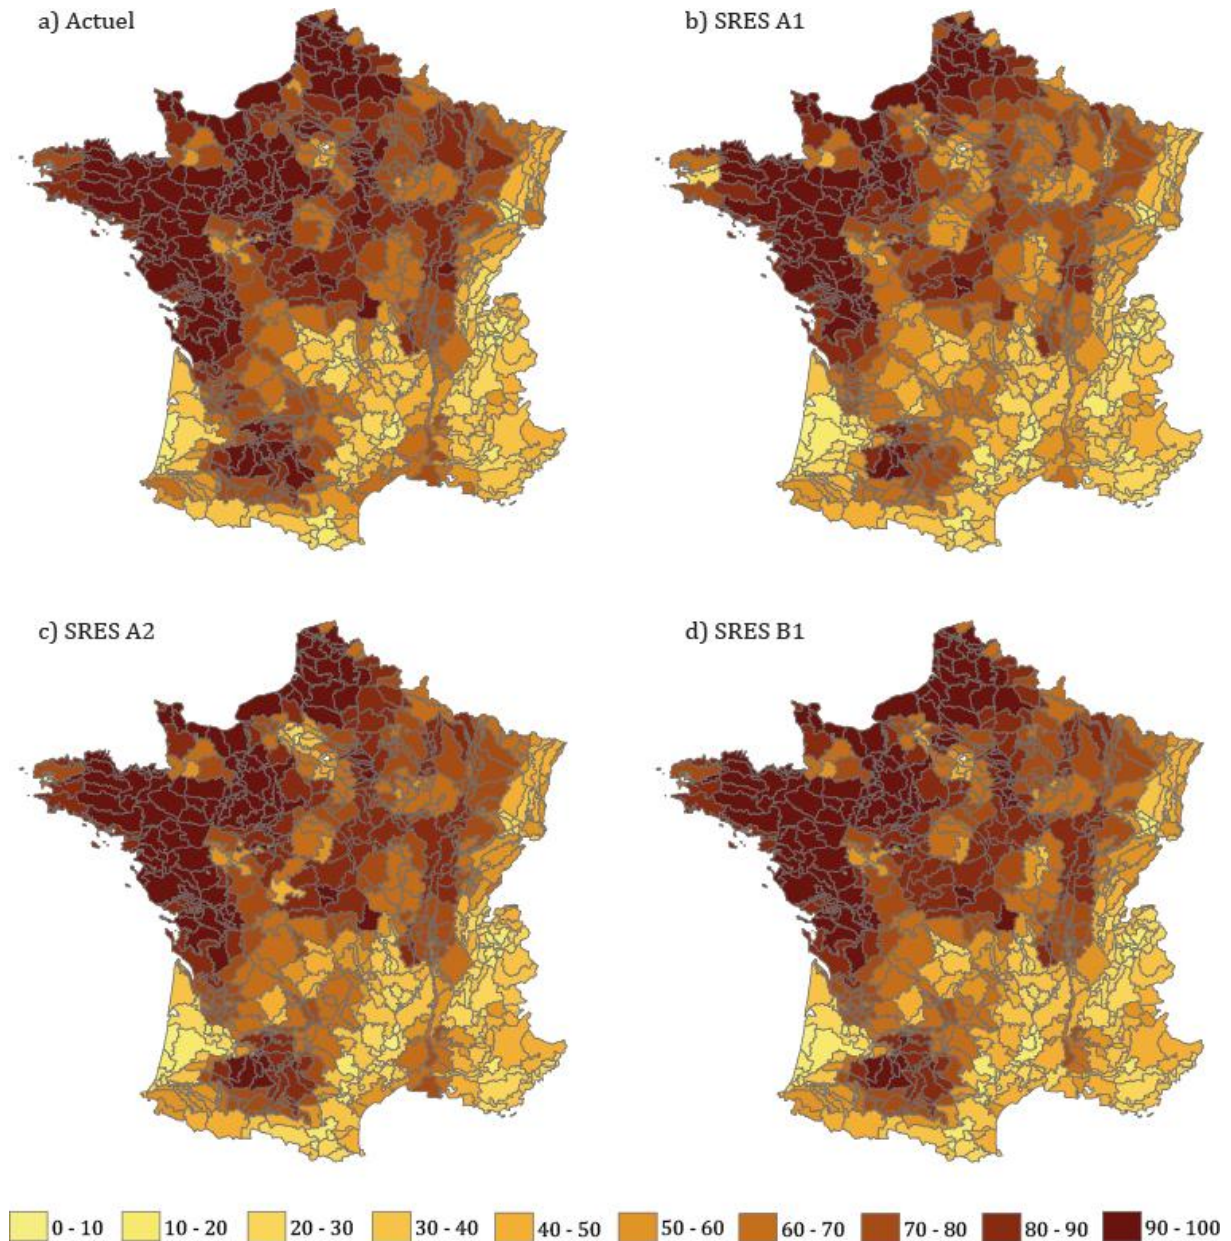 a) Actuel
b) SRES A1
c) SRES A2
d) SRES B1
0 - 10 10 - 20 20 - 30 30 - 40 40 - 50 50 - 60 60 - 70 70 - 80 80 - 90 90 - 100